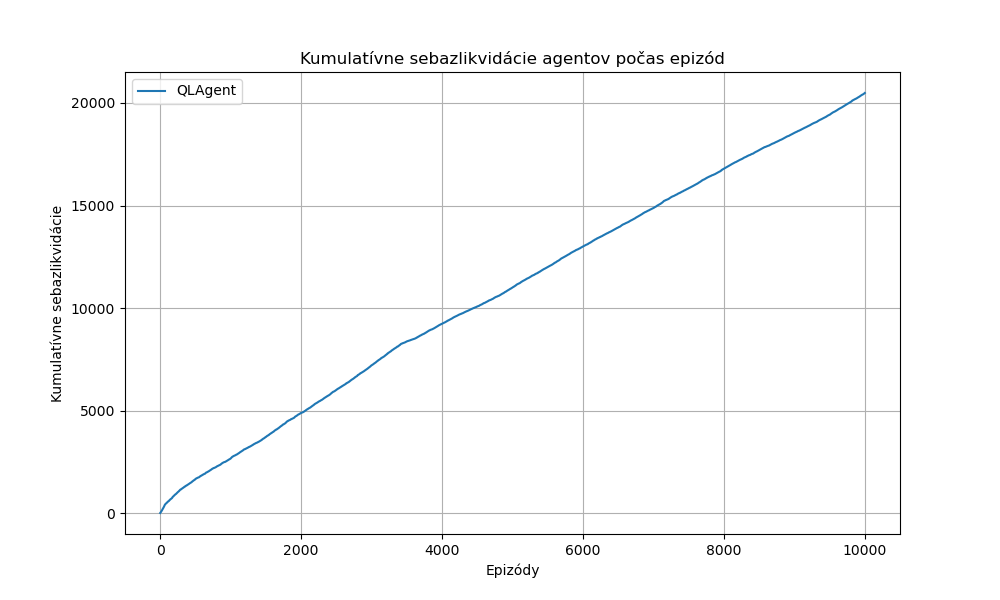 Kumulatívne sebazlikvidácie agentov počas epizód
QLAgent
Kumulatívne sebazlikvidácie
20000
15000
10000
5000
0
0 2000 4000 6000 8000 10000
Epizódy